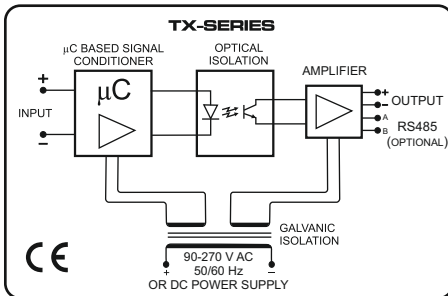 TX-SERIES
µC BASED SIGNAL
CONDITIONER
OPTICAL
ISOLATION
AMPLIFIER
µC
+
INPUT
−
+
− OUTPUT
A
B RS485
(OPTIONAL)
GALVANIC
ISOLATION
90-270 V AC
50/60 Hz
+ −
OR DC POWER SUPPLY
CE